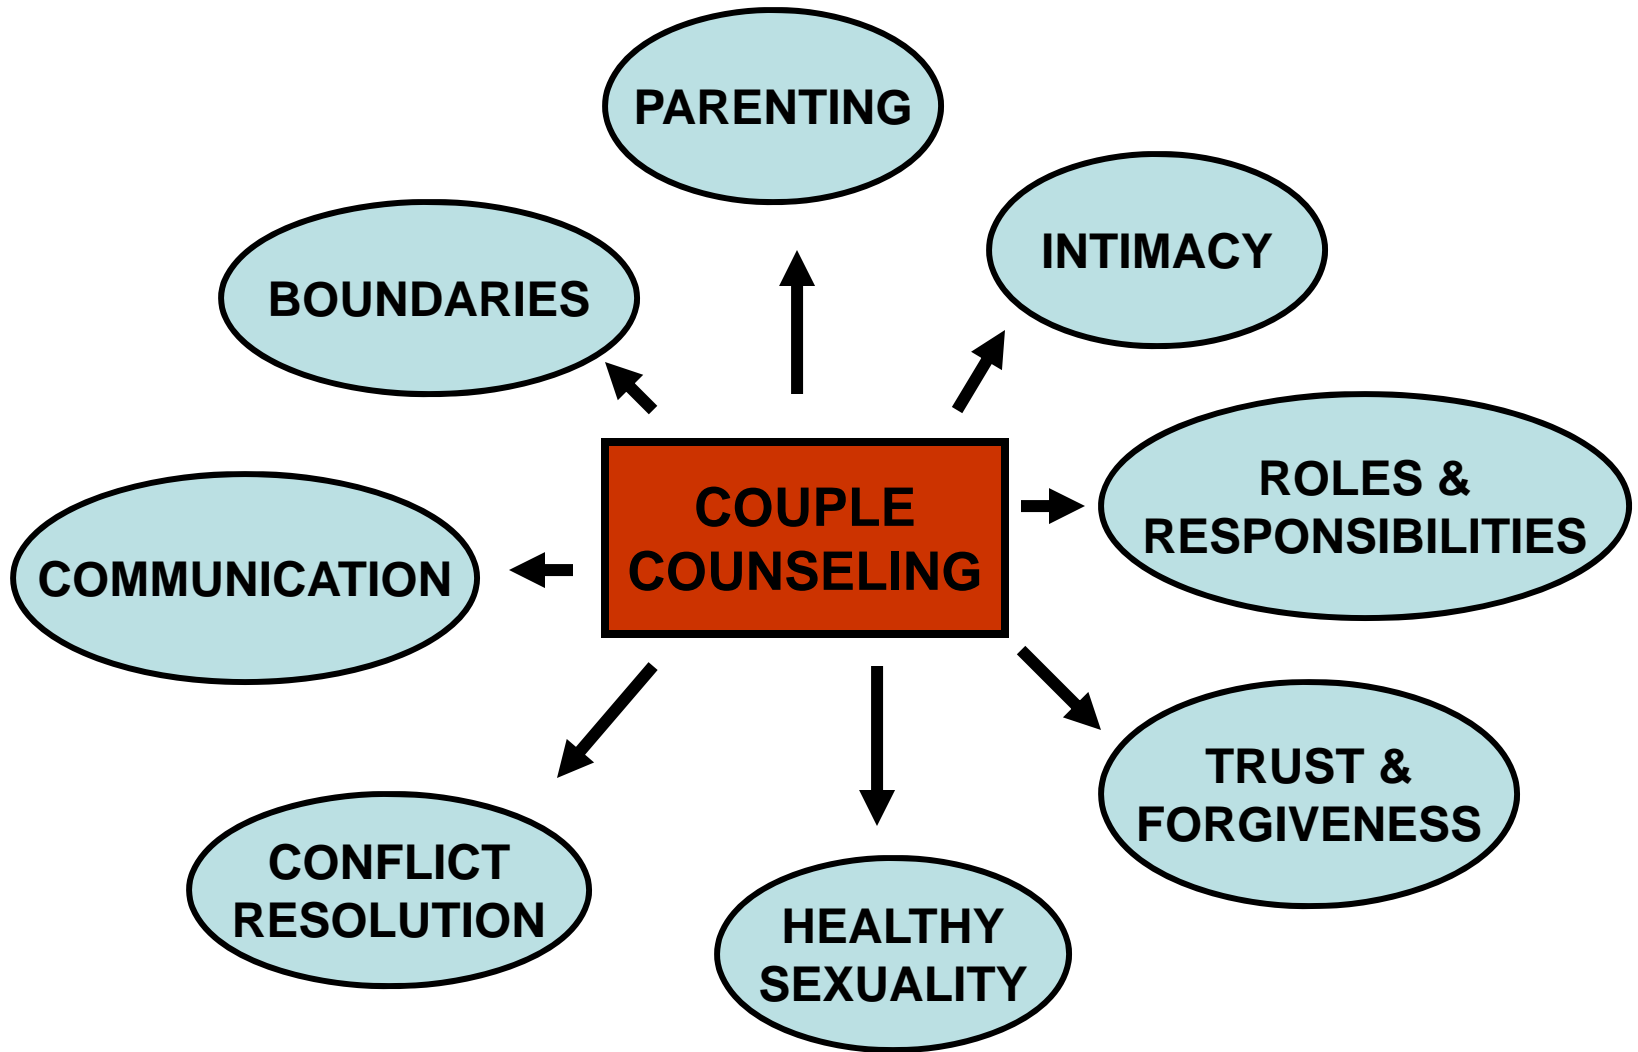 PARENTING
INTIMACY
BOUNDARIES
ROLES &
RESPONSIBILITIES
COUPLE
COUNSELING
COMMUNICATION
TRUST &
FORGIVENESS
CONFLICT
RESOLUTION
HEALTHY
SEXUALITY